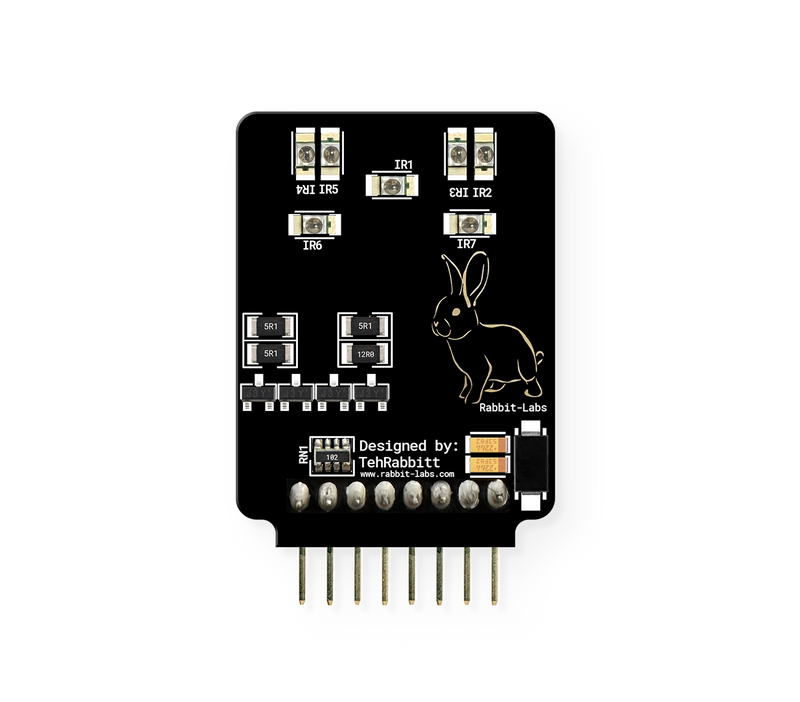 IR1
IR4 IR5
IR3 IR2
IR6
IR7
5R1
5R1
5R1
12R0
Rabbit-Labs
RN1
102
Designed by:
TehRabbitt
www.rabbit-labs.com